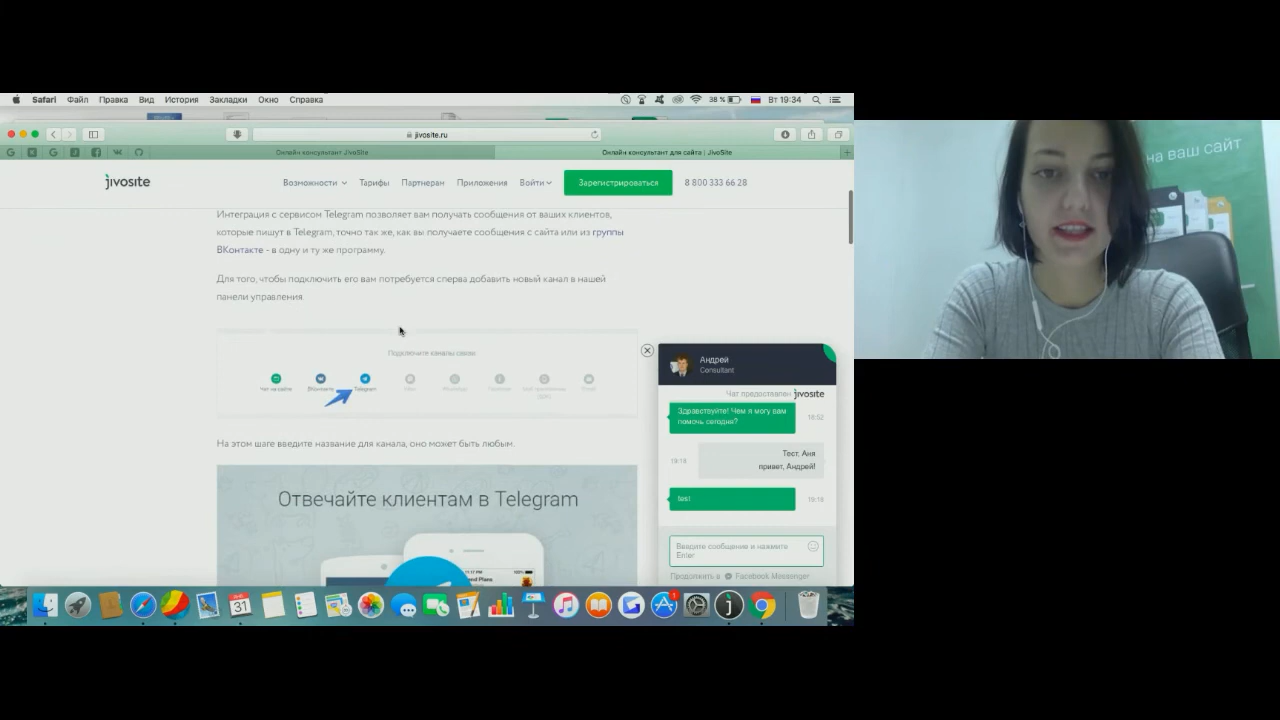 Safari Файл Правка Вид История Закладки Окно Справка
38 % Вт 19:34
jivosite.ru
Онлайн консультант JivoSite
Онлайн консультант для сайта | JivoSite
jivosite Возможности Тарифы Партнерам Приложения Войти Зарегистрироваться 8 800 333 66 28
Интеграция с сервисом Telegram позволяет вам получать сообщения от ваших клиентов,
которые пишут в Telegram, точно так же, как вы получаете сообщения с сайта или из группы
ВКонтакте - в одну и ту же программу.
Для того, чтобы подключить его вам потребуется сперва добавить новый канал в нашей
панели управления.
Подключите каналы связи
Чат на сайте ВКонтакте Telegram
На этом шаге введите название для канала, оно может быть любым.
Отвечайте клиентам в Telegram
Андрей
Consultant
Чат предоставлен jivosite
Здравствуйте! Чем я могу вам
помочь сегодня?
18:52
Тест, Аня
привет, Андрей!
19:18
test
19:18
Введите сообщение и нажмите
Enter
Продолжить в Facebook Messenger
31
на ваш сайт